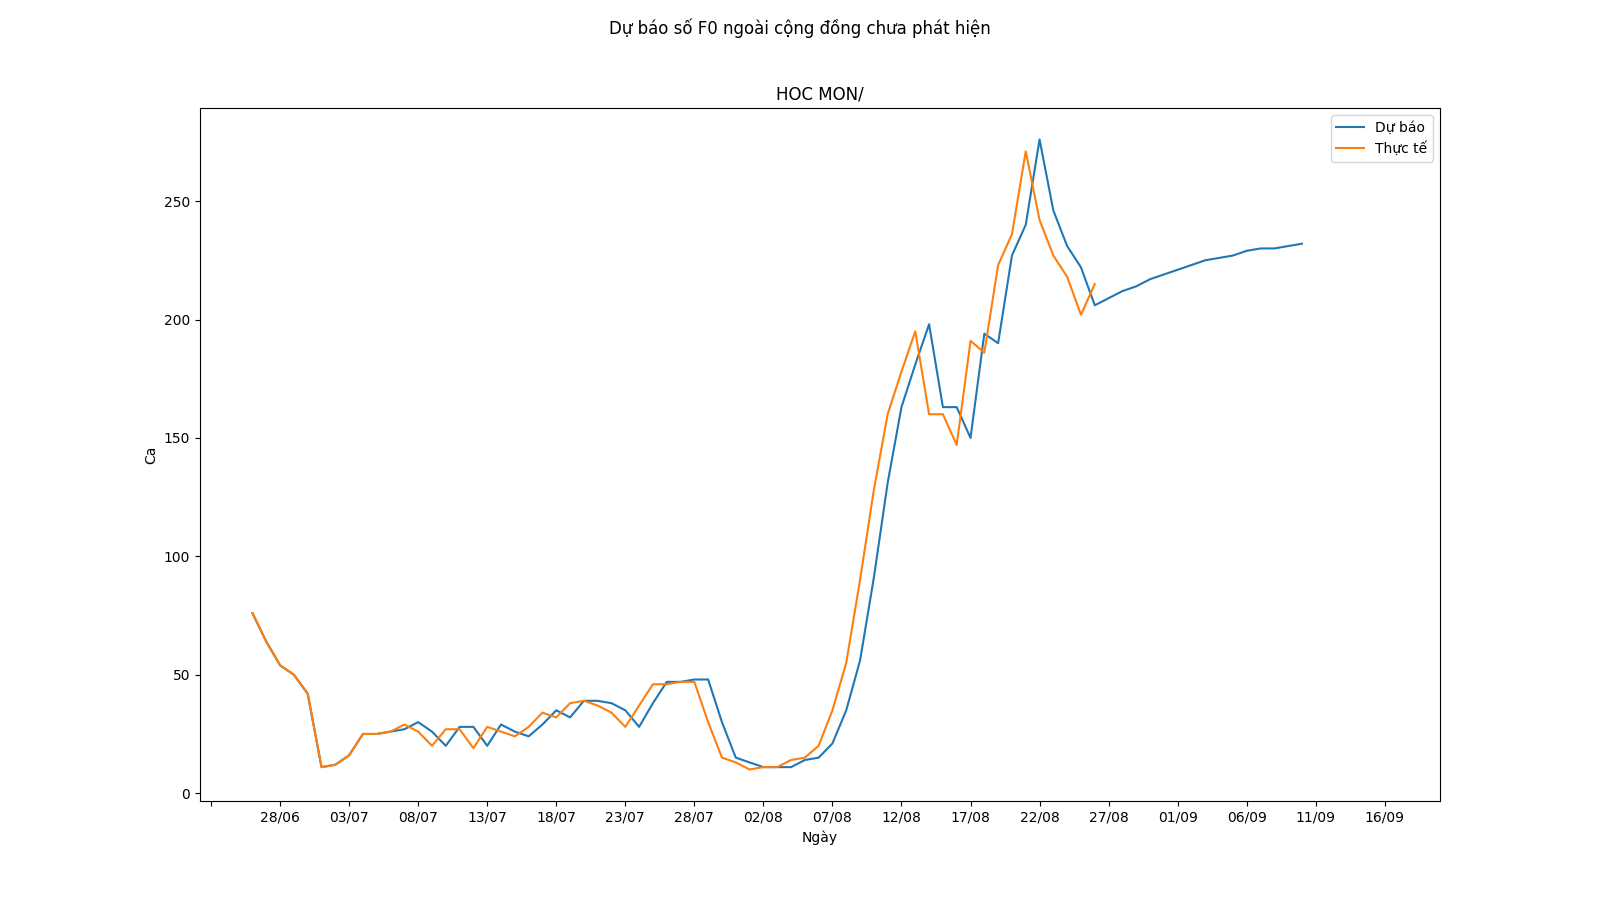 Dự báo số F0 ngoài cộng đồng chưa phát hiện
HOC MON/
Dự báo
Thực tế
250
200
150
100
50
0
Ca
28/06 03/07 08/07 13/07 18/07 23/07 28/07 02/08 07/08 12/08 17/08 22/08 27/08 01/09 06/09 11/09 16/09
Ngày